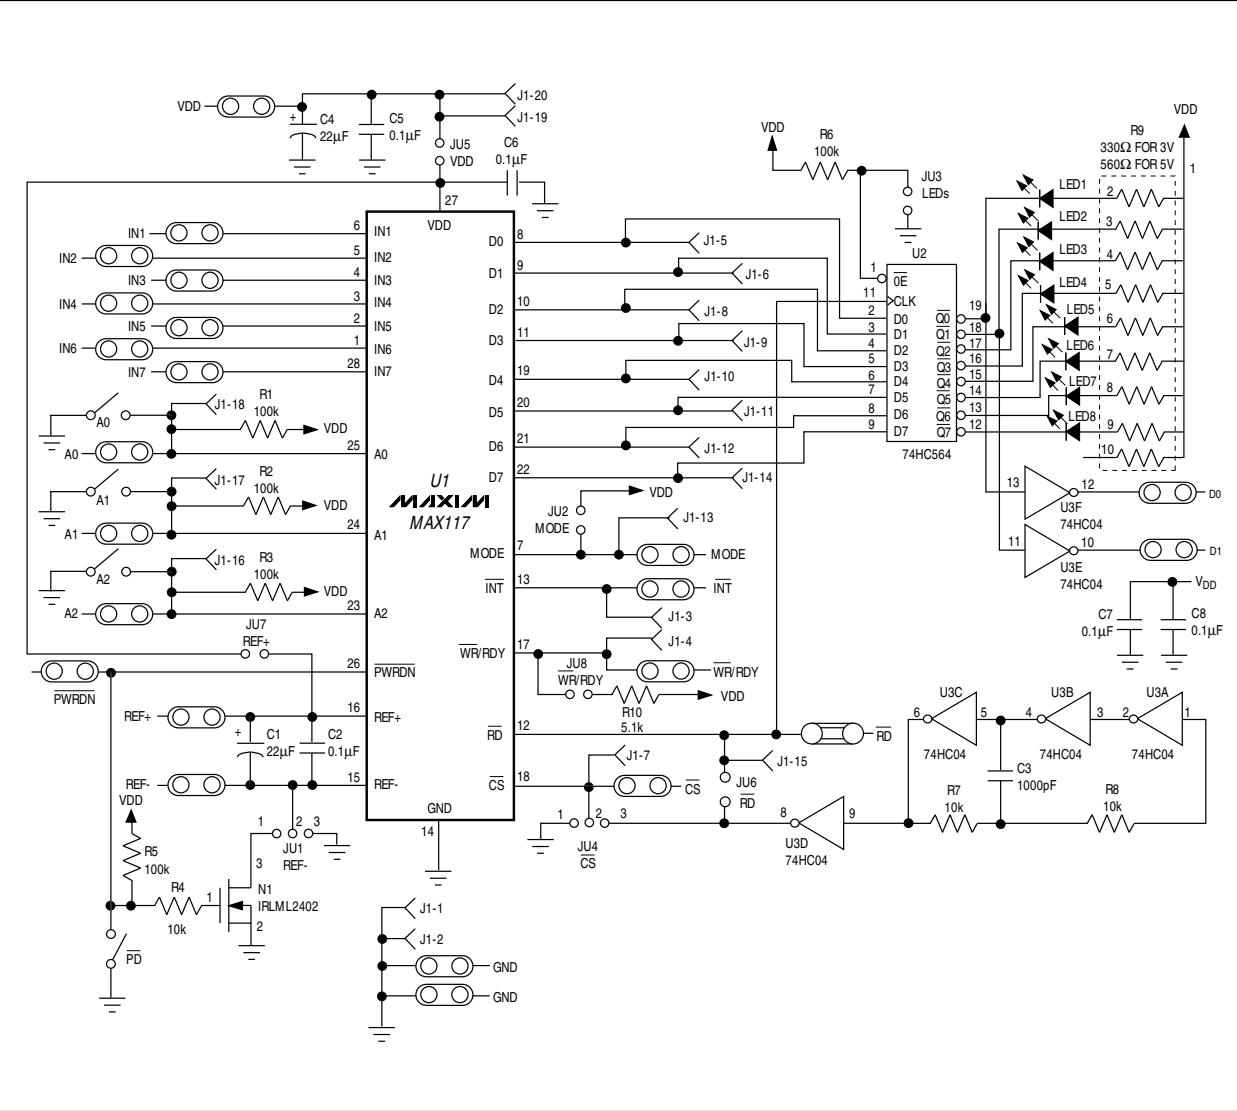 VDD
+
C4
22µF
C5
0.1µF
J1-20
J1-19
JU5
VDD
C6
0.1µF
27
VDD
IN1
6
IN1
IN2
5
IN2
IN3
4
IN3
IN4
3
IN4
IN5
2
IN5
IN6
1
IN6
IN7
28
IN7
A0
J1-18
R1
100k
VDD
A0
25
A0
A1
J1-17
R2
100k
VDD
A1
24
A1
A2
J1-16
R3
100k
VDD
A2
23
A2
JU7
REF+
26
PWRDN
PWRDN
REF+
16
REF+
+
C1
22µF
C2
0.1µF
REF-
15
REF-
VDD
R5
100k
1
2
3
JU1
REF-
3
R4
10k
1
N1
IRLML2402
2
PD
U1
MAXIM
MAX117
GND
14
D0
8
J1-5
D1
9
J1-6
D2
10
J1-8
D3
11
J1-9
D4
19
J1-10
D5
20
J1-11
D6
21
J1-12
D7
22
J1-14
JU2
MODE
VDD
J1-13
MODE
7
MODE
INT
13
INT
J1-3
J1-4
WR/RDY
17
WR/RDY
JU8
WR/RDY
R10
5.1k
VDD
RD
12
RD
J1-7
J1-15
CS
18
CS
JU6
RD
1
2
3
JU4
CS
8
9
U3D
74HC04
J1-1
J1-2
GND
GND
VDD
R6
100k
JU3
LEDs
U2
1
0E
11
CLK
2
D0
3
D1
4
D2
5
D3
6
D4
7
D5
8
D6
9
D7
Q0
19
Q1
18
Q2
17
Q3
16
Q4
15
Q5
14
Q6
13
Q7
12
74HC564
VDD
R9
330Ω FOR 3V
560Ω FOR 5V
1
LED1
2
LED2
3
LED3
4
LED4
5
LED5
6
LED6
7
LED7
8
LED8
9
10
13
12
U3F
74HC04
D0
11
10
U3E
74HC04
D1
VDD
C7
0.1µF
C8
0.1µF
U3C
6
5
74HC04
U3B
4
3
74HC04
U3A
2
1
74HC04
C3
1000pF
R7
10k
R8
10k